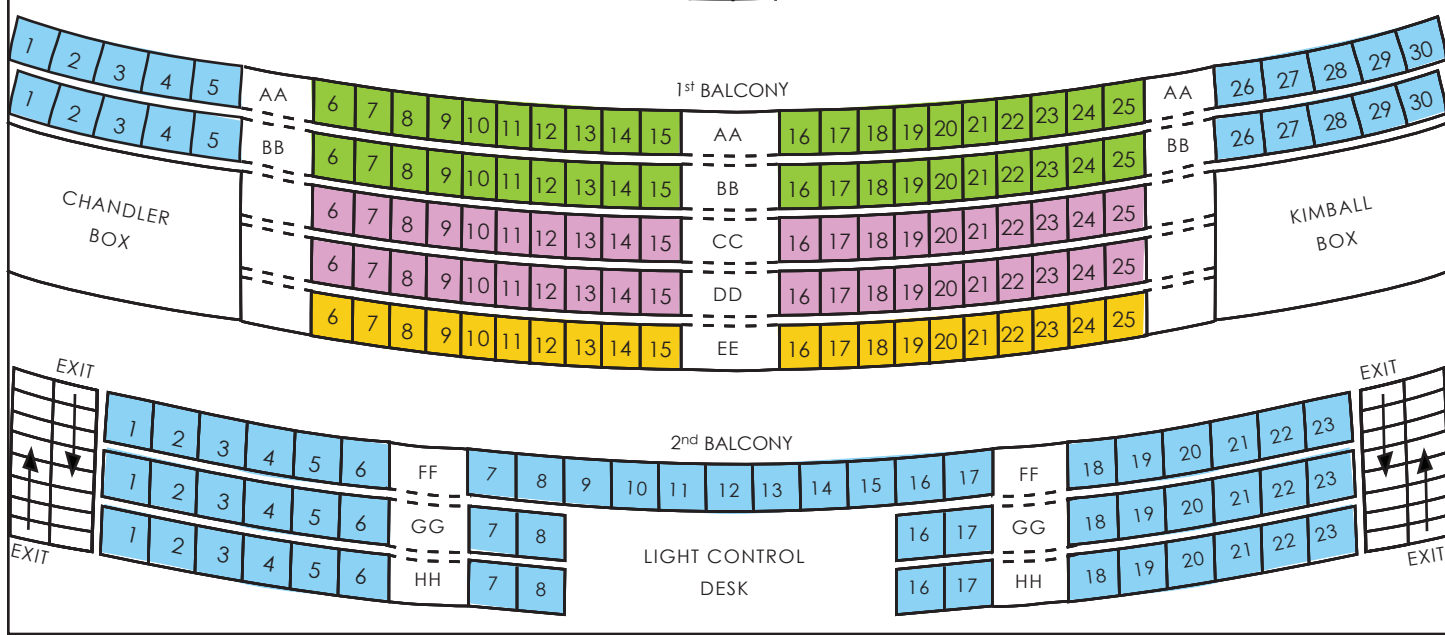 1st BALCONY
1 2 3 4 5 AA 6 7 8 9 10 11 12 13 14 15 AA 16 17 18 19 20 21 22 23 24 25 AA 26 27 28 29 30
1 2 3 4 5 BB 6 7 8 9 10 11 12 13 14 15 BB 16 17 18 19 20 21 22 23 24 25 BB 26 27 28 29 30
CHANDLER
BOX
6 7 8 9 10 11 12 13 14 15 CC 16 17 18 19 20 21 22 23 24 25
6 7 8 9 10 11 12 13 14 15 DD 16 17 18 19 20 21 22 23 24 25
6 7 8 9 10 11 12 13 14 15 EE 16 17 18 19 20 21 22 23 24 25
KIMBALL
BOX
EXIT
EXIT
2nd BALCONY
1 2 3 4 5 6 FF 7 8 9 10 11 12 13 14 15 16 17 FF 18 19 20 21 22 23
1 2 3 4 5 6 GG 7 8 16 17 GG 18 19 20 21 22 23
1 2 3 4 5 6 HH 7 8 16 17 HH 18 19 20 21 22 23
LIGHT CONTROL
DESK
EXIT
EXIT